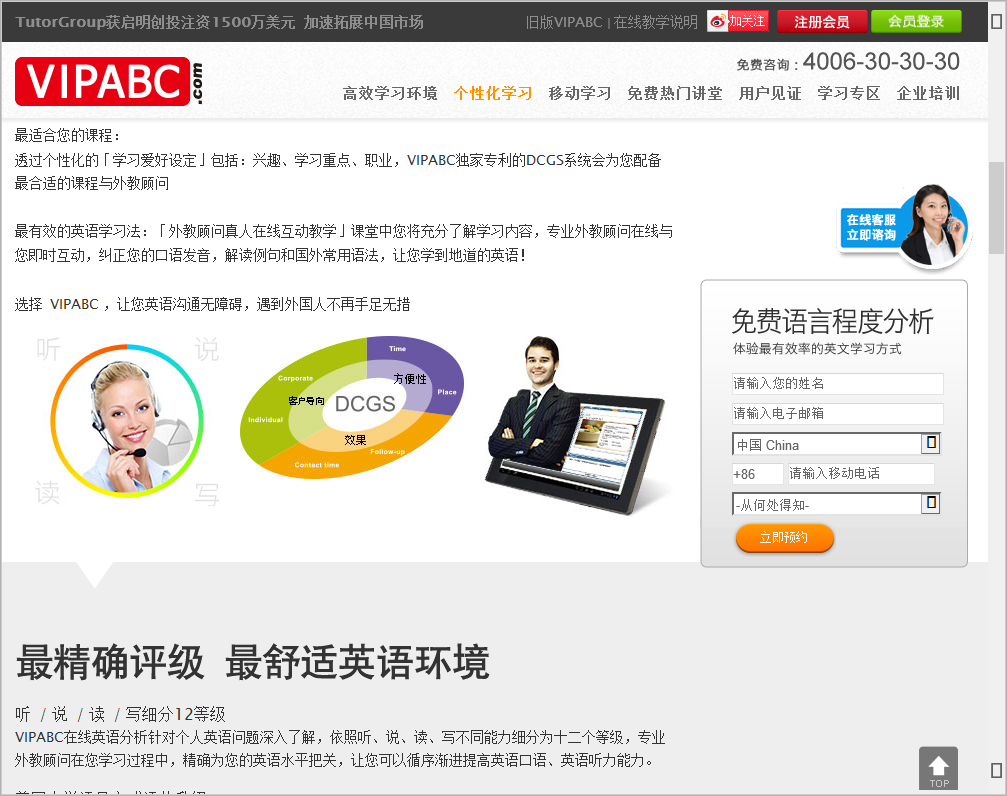 TutorGroup获启明创投注资1500万美元 加速拓展中国市场
旧版VIPABC | 在线教学说明
加关注
注册会员
会员登录
VIPABC.com
免费咨询：4006-30-30-30
高效学习环境 个性化学习 移动学习 免费热门讲堂 用户见证 学习专区 企业培训
最适合您的课程：
透过个性化的「学习爱好设定」包括：兴趣、学习重点、职业，VIPABC独家专利的DCGS系统会为您配备
最合适的课程与外教顾问
最有效的英语学习法：「外教顾问真人在线互动教学」课堂中您将充分了解学习内容，专业外教顾问在线与
您即时互动，纠正您的口语发音，解读例句和国外常用语法，让您学到地道的英语！
选择 VIPABC ，让您英语沟通无障碍，遇到外国人不再手足无措
听
说
读
写
Time
方便性
Place
Corporate
客户导向
DCGS
Individual
效果
Follow-up
Contact time
在线客服
立即谘询
免费语言程度分析
体验最有效率的英文学习方式
请输入您的姓名
请输入电子邮箱
中国 China
+86
请输入移动电话
-从何处得知-
立即预约
最精确评级 最舒适英语环境
听 / 说 / 读 / 写细分12等级
VIPABC在线英语分析针对个人英语问题深入了解，依照听、说、读、写不同能力细分为十二个等级，专业
外教顾问在您学习过程中，精确为您的英语水平把关，让您可以循序渐进提高英语口语、英语听力能力。
TOP